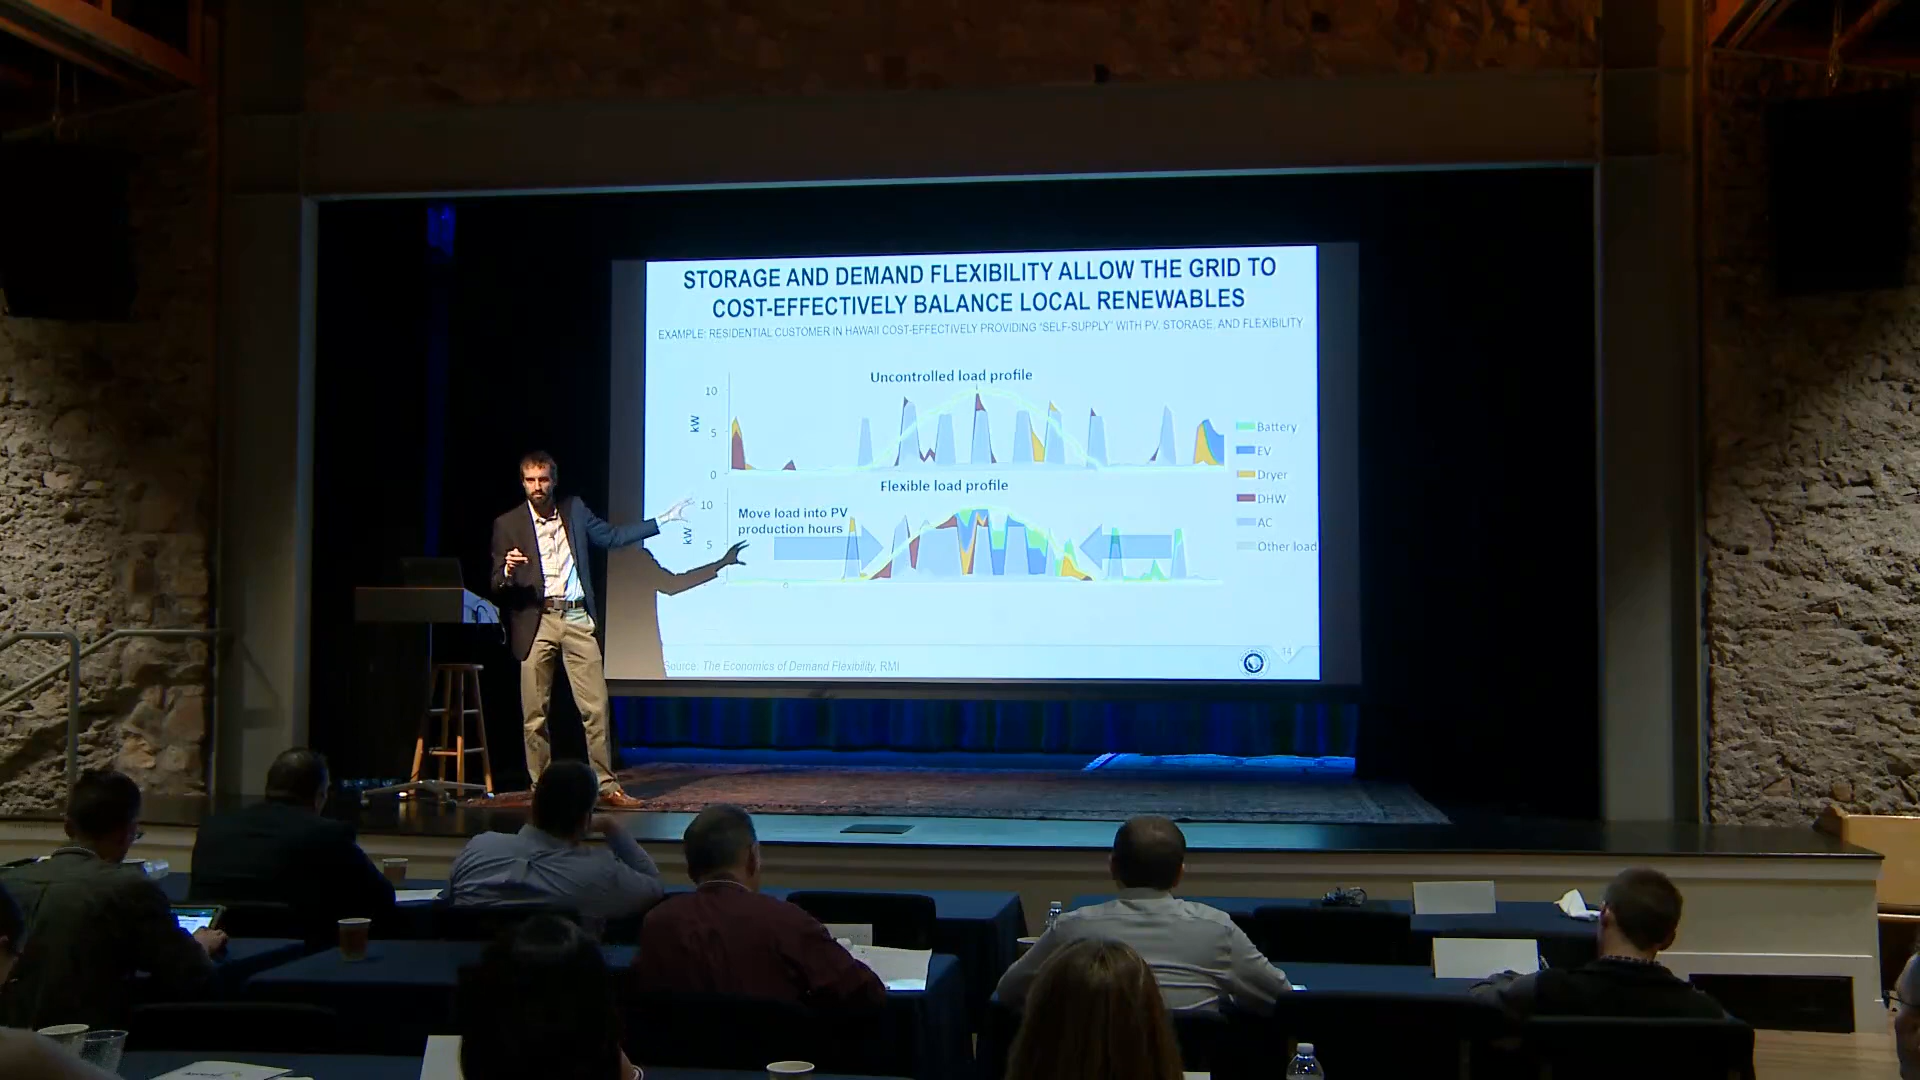 STORAGE AND DEMAND FLEXIBILITY ALLOW THE GRID TO
COST-EFFECTIVELY BALANCE LOCAL RENEWABLES
EXAMPLE: RESIDENTIAL CUSTOMER IN HAWAII COST-EFFECTIVELY PROVIDING "SELF-SUPPLY" WITH PV, STORAGE, AND FLEXIBILITY
Uncontrolled load profile
10
kW
5
0
Battery
EV
Dryer
DHW
AC
Other load
Flexible load profile
10
kW
5
Move load into PV
production hours
Source: The Economics of Demand Flexibility, RMI
14